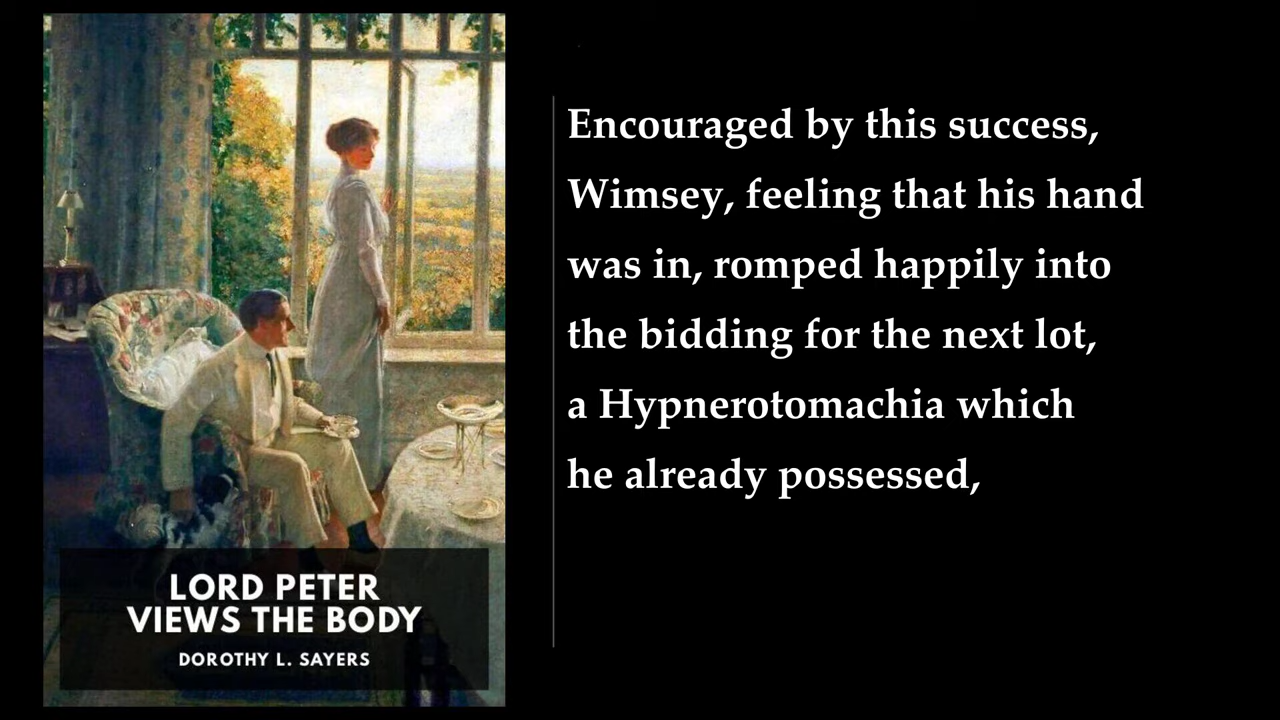 Encouraged by this success,
Wimsey, feeling that his hand
was in, romped happily into
the bidding for the next lot,
a Hypnerotomachia which
he already possessed,
LORD PETER
VIEWS THE BODY
DOROTHY L. SAYERS